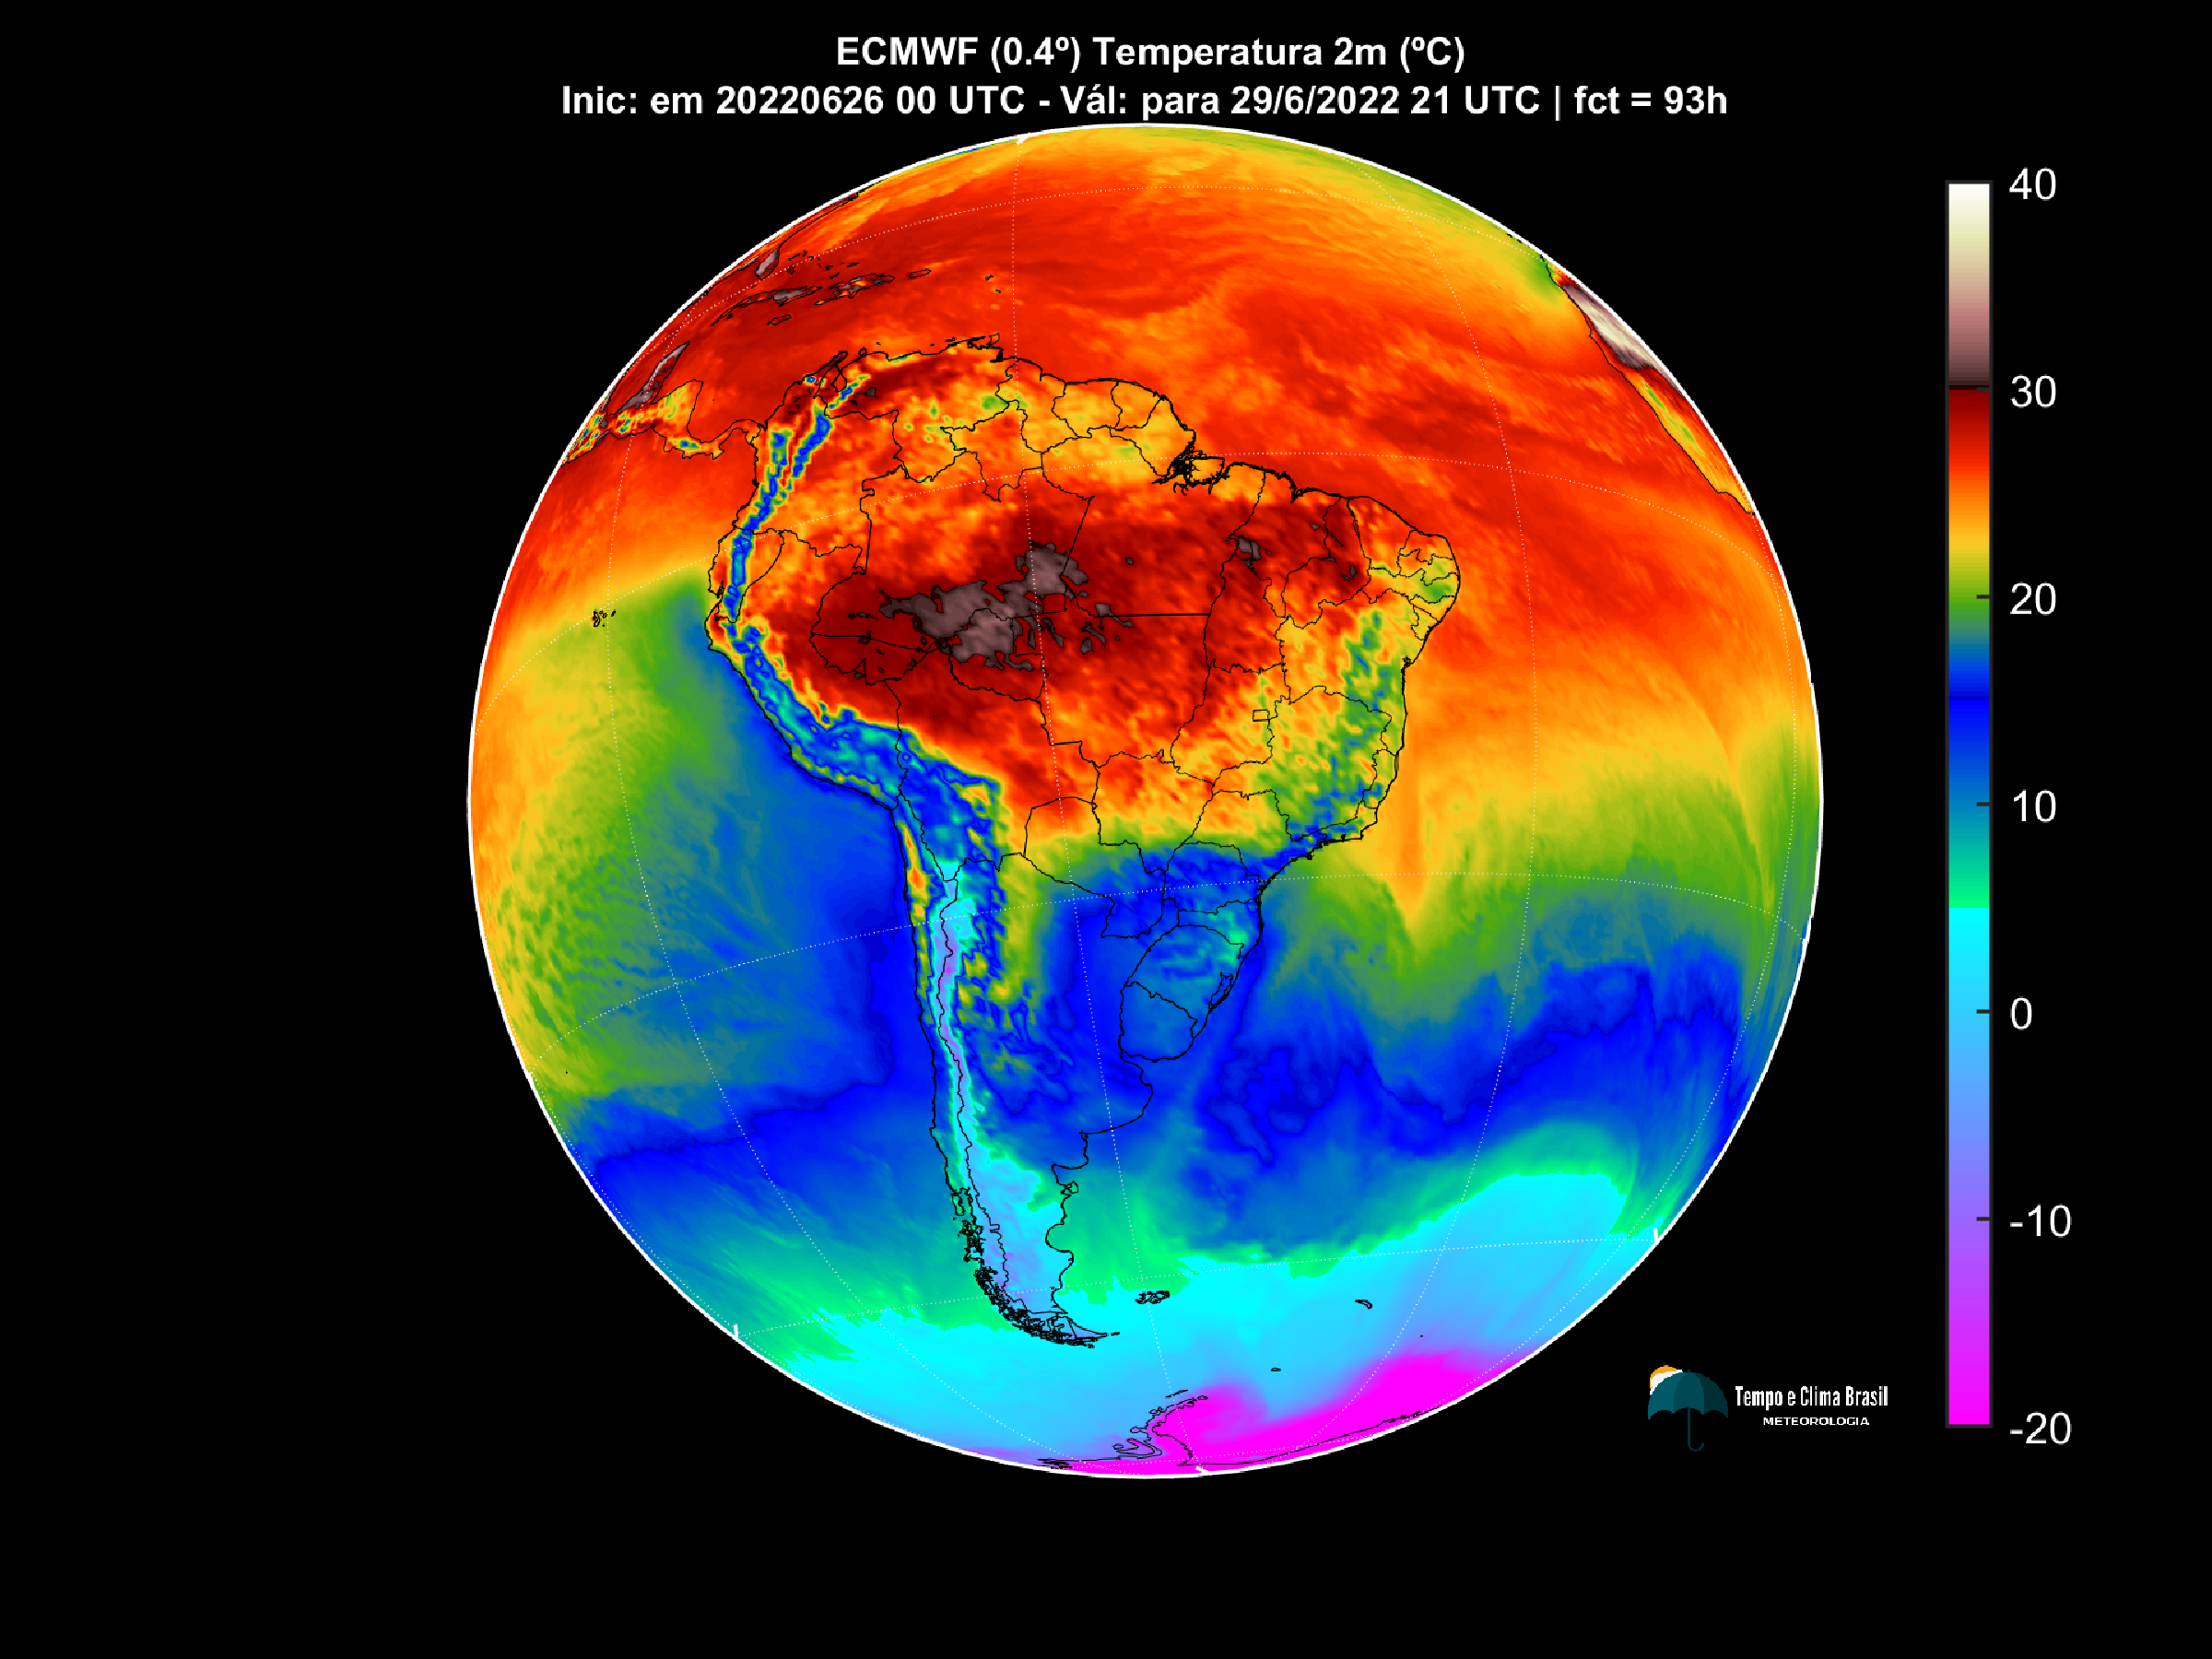 ECMWF (0.4º) Temperatura 2m (ºC)
Inic: em 20220626 00 UTC - Vál: para 29/6/2022 21 UTC | fct = 93h
40
30
20
10
0
-10
-20
Tempo e Clima Brasil
METEOROLOGIA